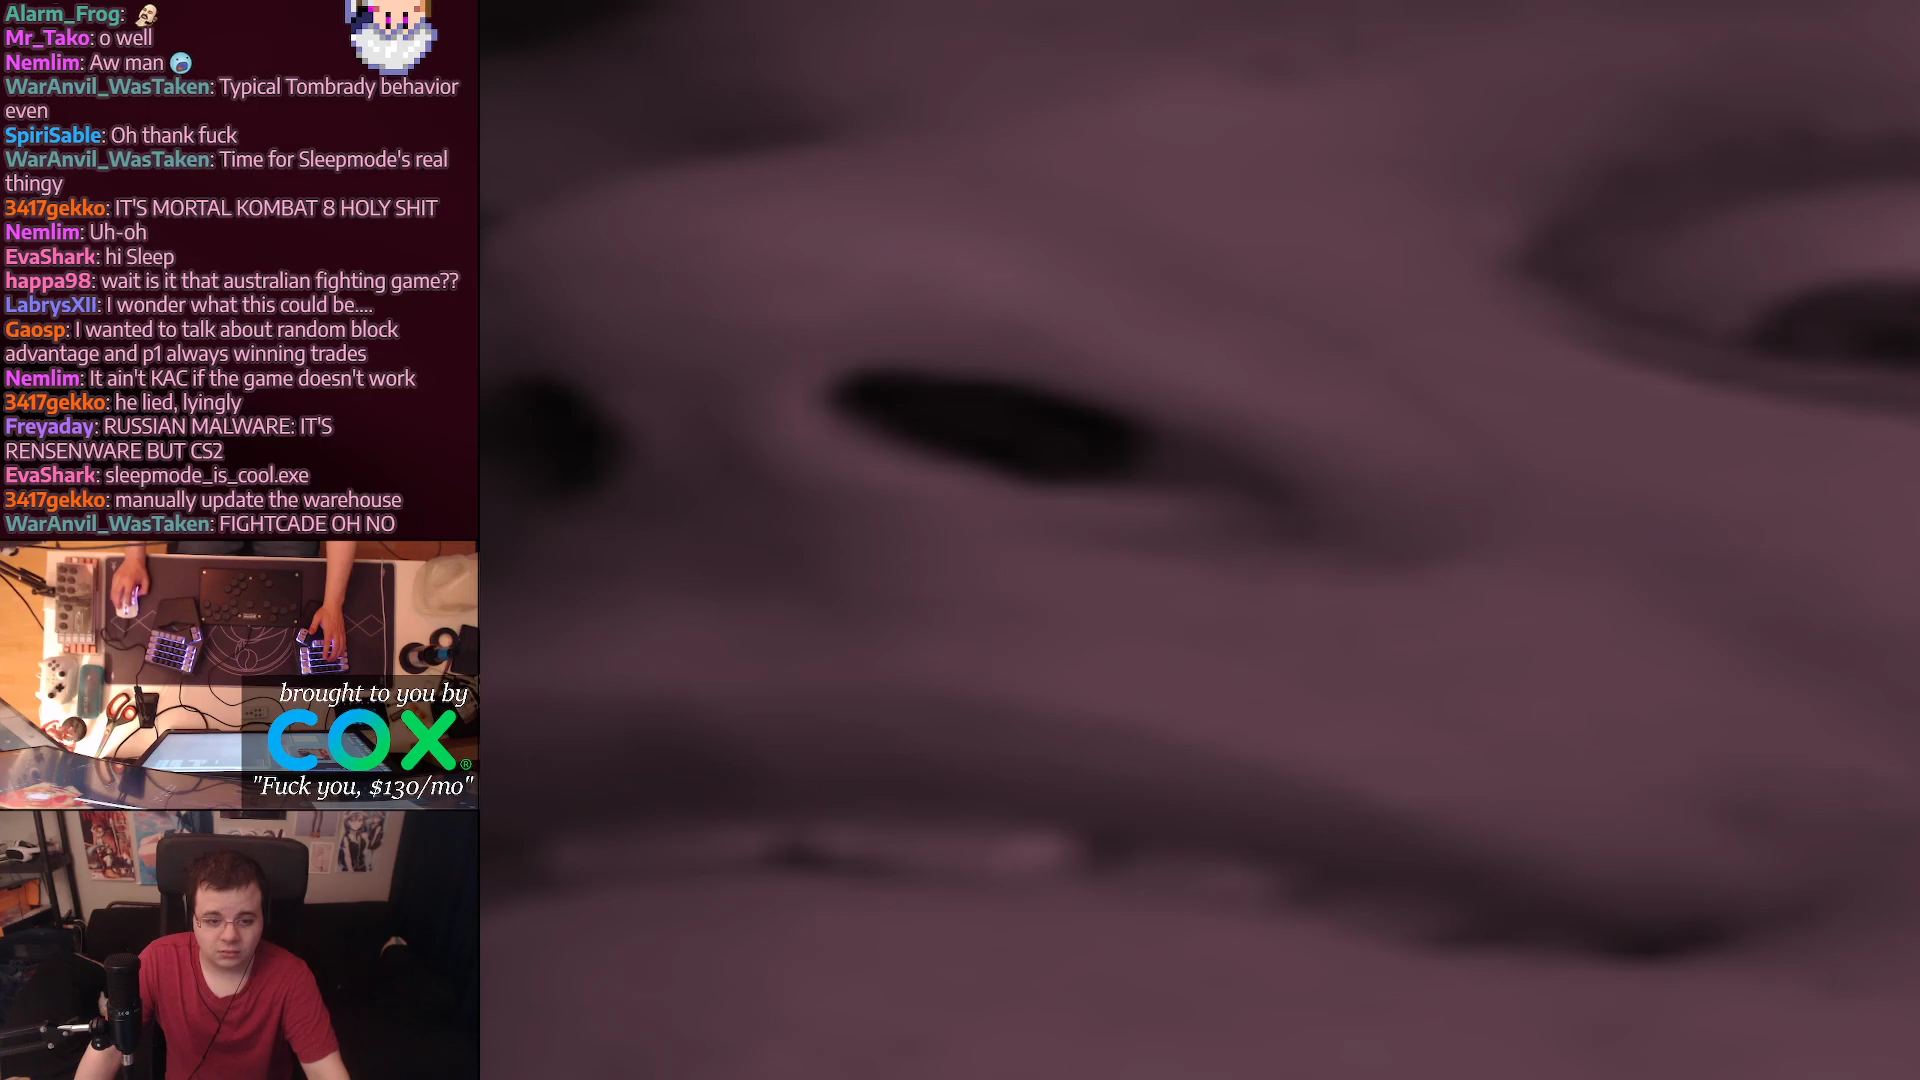 Alarm_Frog:
Mr_Tako: o well
Nemlim: Aw man
WarAnvil_WasTaken: Typical Tombrady behavior
even
SpiriSable: Oh thank fuck
WarAnvil_WasTaken: Time for Sleepmode's real
thingy
3417gekko: IT'S MORTAL KOMBAT 8 HOLY SHIT
Nemlim: Uh-oh
EvaShark: hi Sleep
happa98: wait is it that australian fighting game??
LabrysXII: I wonder what this could be....
Gaosp: I wanted to talk about random block
advantage and p1 always winning trades
Nemlim: It ain't KAC if the game doesn't work
3417gekko: he lied, lyingly
Freyaday: RUSSIAN MALWARE: IT'S
RENSENWARE BUT CS2
EvaShark: sleepmode_is_cool.exe
3417gekko: manually update the warehouse
WarAnvil_WasTaken: FIGHTCADE OH NO
brought to you by
COX®
"Fuck you, $130/mo"